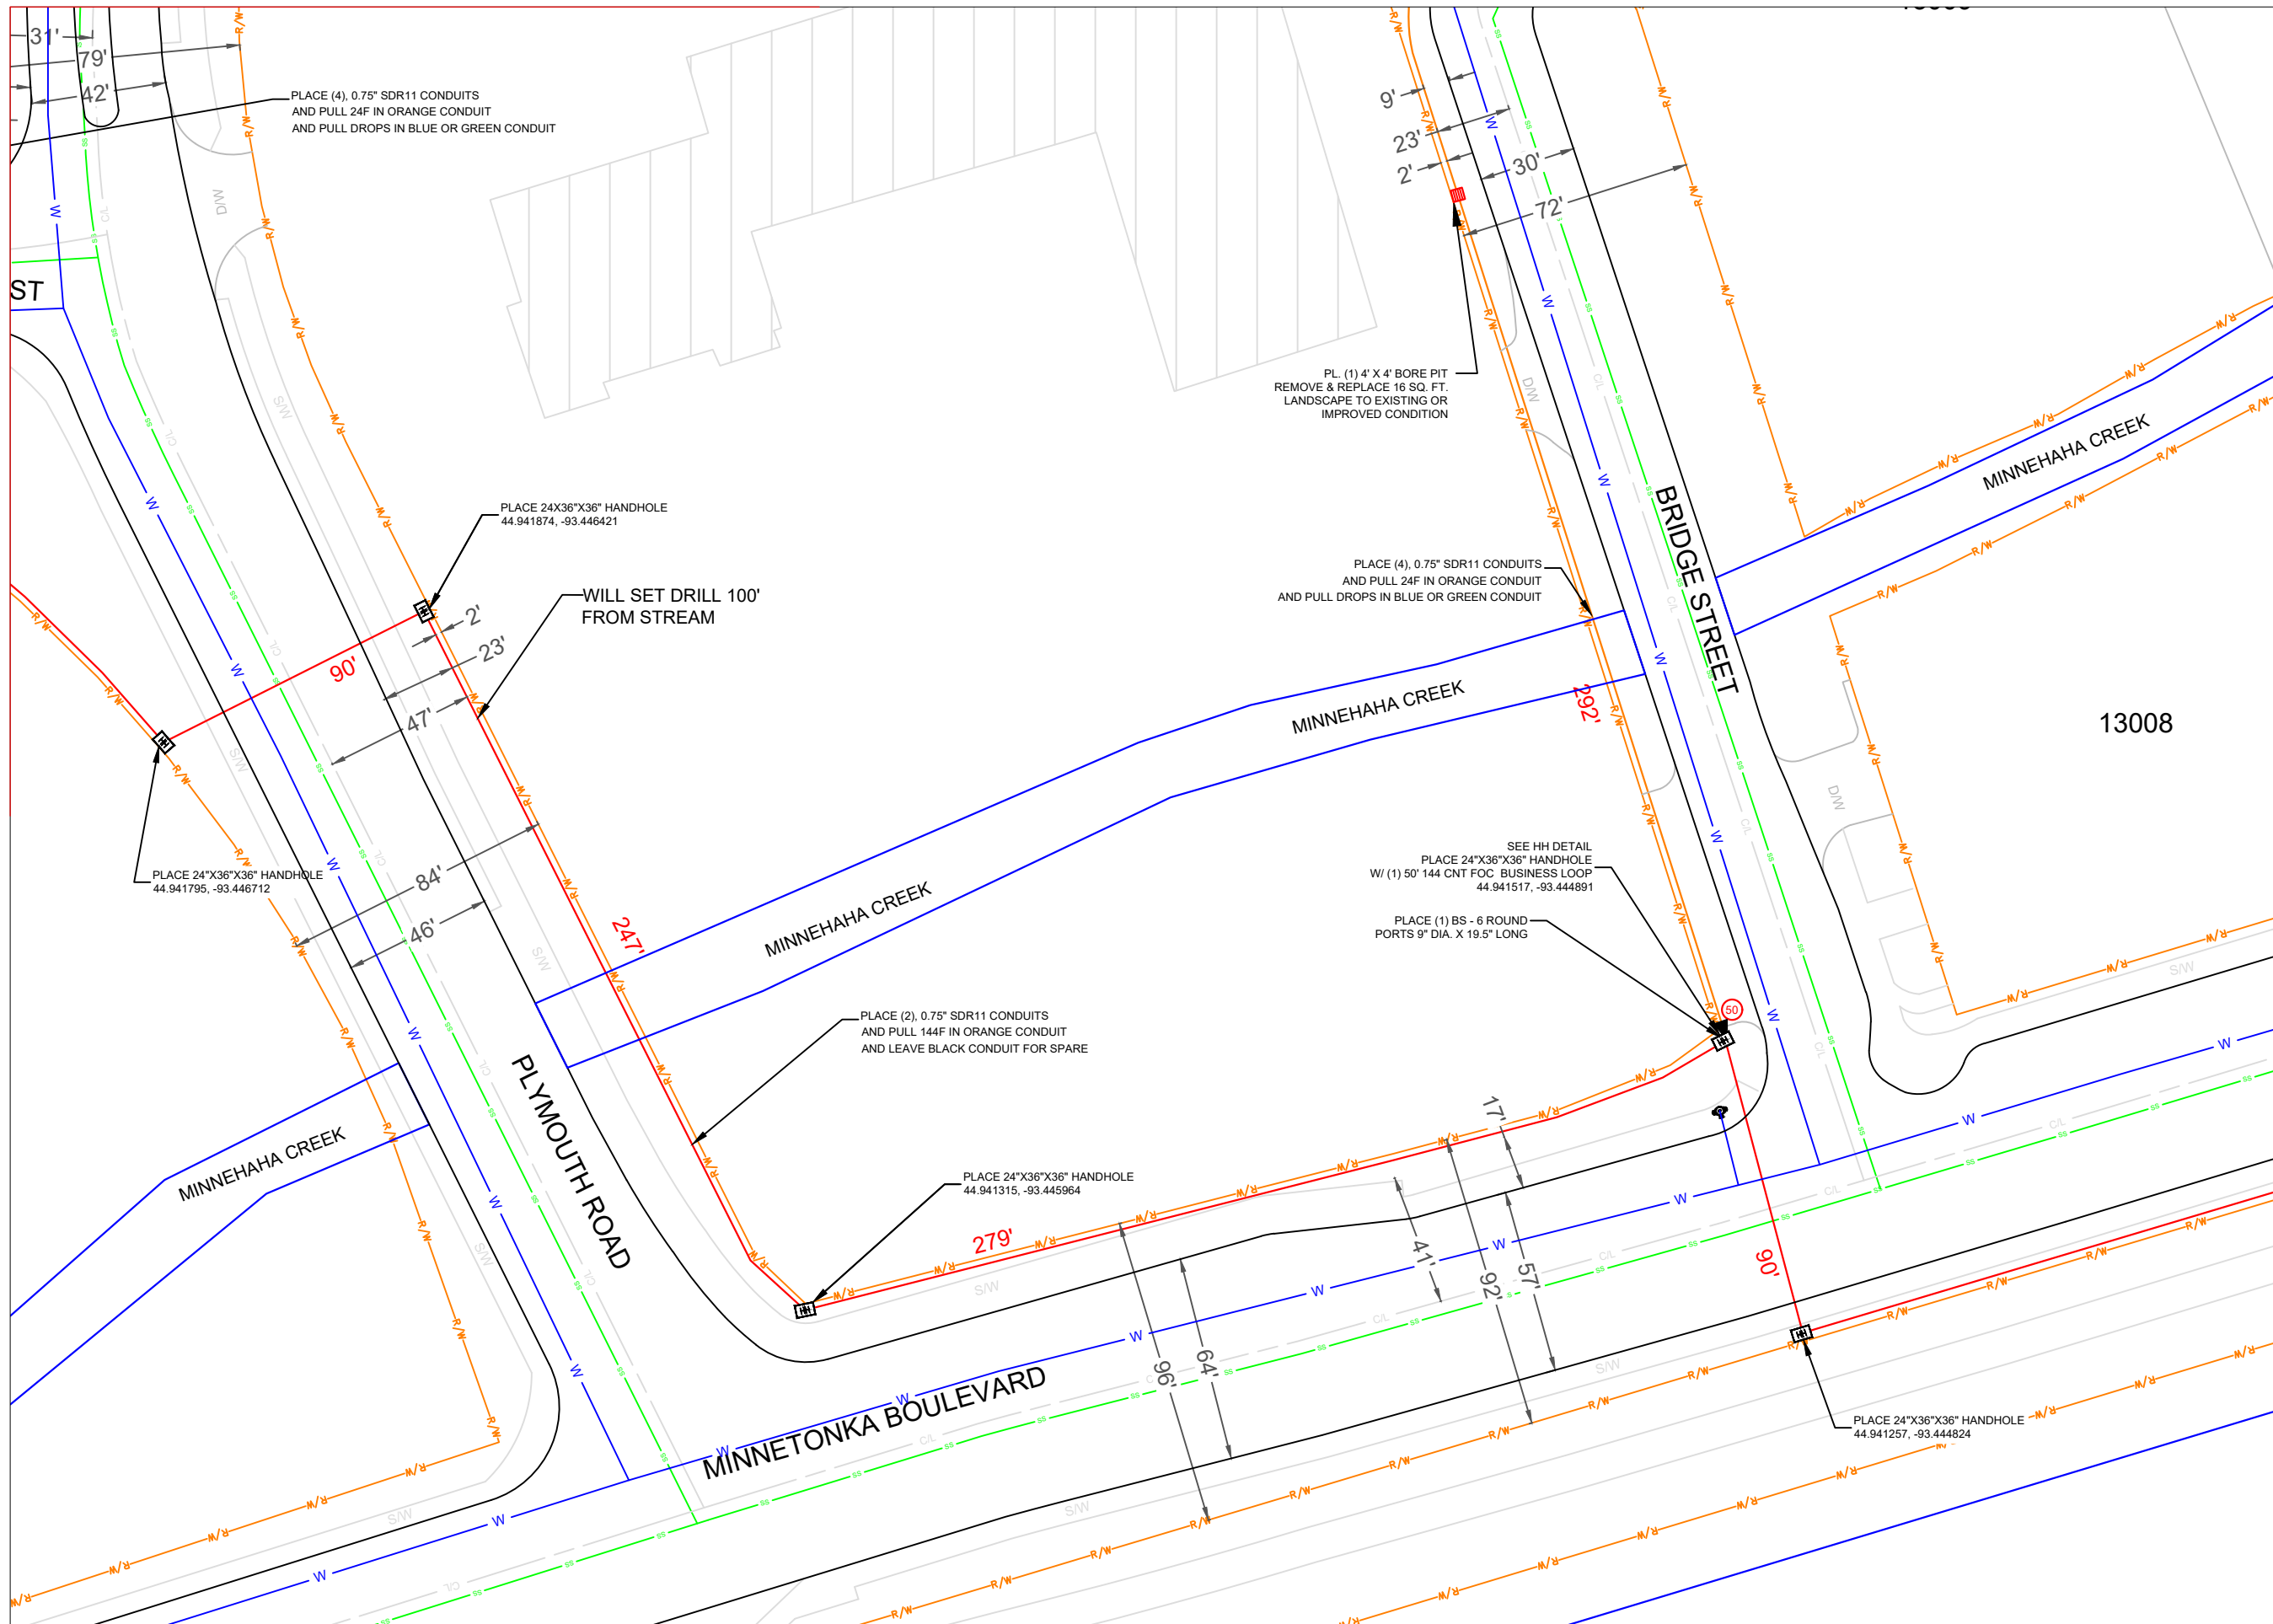 31'
79'
42'
PLACE (4), 0.75" SDR11 CONDUITS
AND PULL 24F IN ORANGE CONDUIT
AND PULL DROPS IN BLUE OR GREEN CONDUIT
9'
23'
2'
30'
72'
ST
PL. (1) 4' X 4' BORE PIT
REMOVE & REPLACE 16 SQ. FT.
LANDSCAPE TO EXISTING OR
IMPROVED CONDITION
MINNEHAHA CREEK
BRIDGE STREET
PLACE 24X36"X36" HANDHOLE
44.941874, -93.446421
WILL SET DRILL 100'
FROM STREAM
2'
23'
90'
47'
PLACE (4), 0.75" SDR11 CONDUITS
AND PULL 24F IN ORANGE CONDUIT
AND PULL DROPS IN BLUE OR GREEN CONDUIT
292'
MINNEHAHA CREEK
13008
PLACE 24"X36"X36" HANDHOLE
44.941795, -93.446712
84'
46'
247'
MINNEHAHA CREEK
SEE HH DETAIL
PLACE 24"X36"X36" HANDHOLE
W/ (1) 50' 144 CNT FOC BUSINESS LOOP
44.941517, -93.444891
PLACE (1) BS - 6 ROUND
PORTS 9" DIA. X 19.5" LONG
50
PLACE (2), 0.75" SDR11 CONDUITS
AND PULL 144F IN ORANGE CONDUIT
AND LEAVE BLACK CONDUIT FOR SPARE
PLYMOUTH ROAD
MINNEHAHA CREEK
PLACE 24"X36"X36" HANDHOLE
44.941315, -93.445964
17'
279'
41'
92'
57'
90'
96'
64'
MINNETONKA BOULEVARD
PLACE 24"X36"X36" HANDHOLE
44.941257, -93.444824
R/W
W
SS
C/L
S/W
D/W
HH